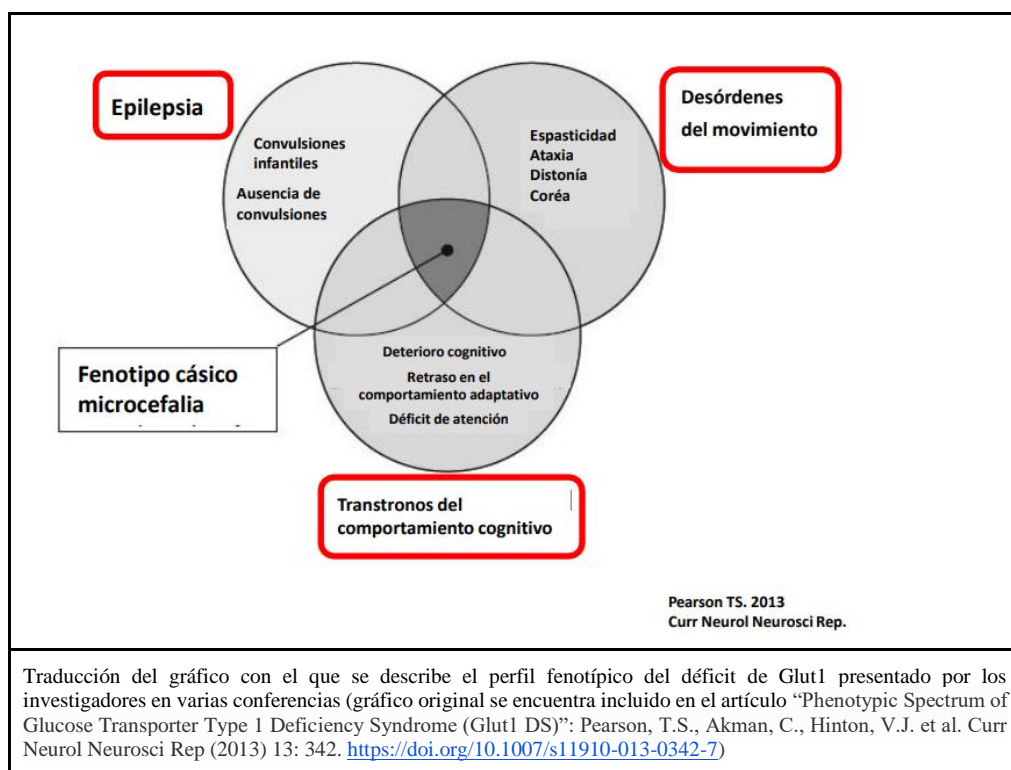 Epilepsia
Desórdenes
del movimiento
Convulsiones
infantiles
Ausencia de
convulsiones
Espasticidad
Ataxia
Distonía
Coréa
Fenotipo cásico
microcefalia
Deterioro cognitivo
Retraso en el
comportamiento adaptativo
Déficit de atención
Transtronos del
comportamiento cognitivo
Pearson TS. 2013
Curr Neurol Neurosci Rep.
Traducción del gráfico con el que se describe el perfil fenotípico del déficit de Glut1 presentado por los
investigadores en varias conferencias (gráfico original se encuentra incluido en el artículo “Phenotypic Spectrum of
Glucose Transporter Type 1 Deficiency Syndrome (Glut1 DS)”: Pearson, T.S., Akman, C., Hinton, V.J. et al. Curr
Neurol Neurosci Rep (2013) 13: 342. https://doi.org/10.1007/s11910-013-0342-7)